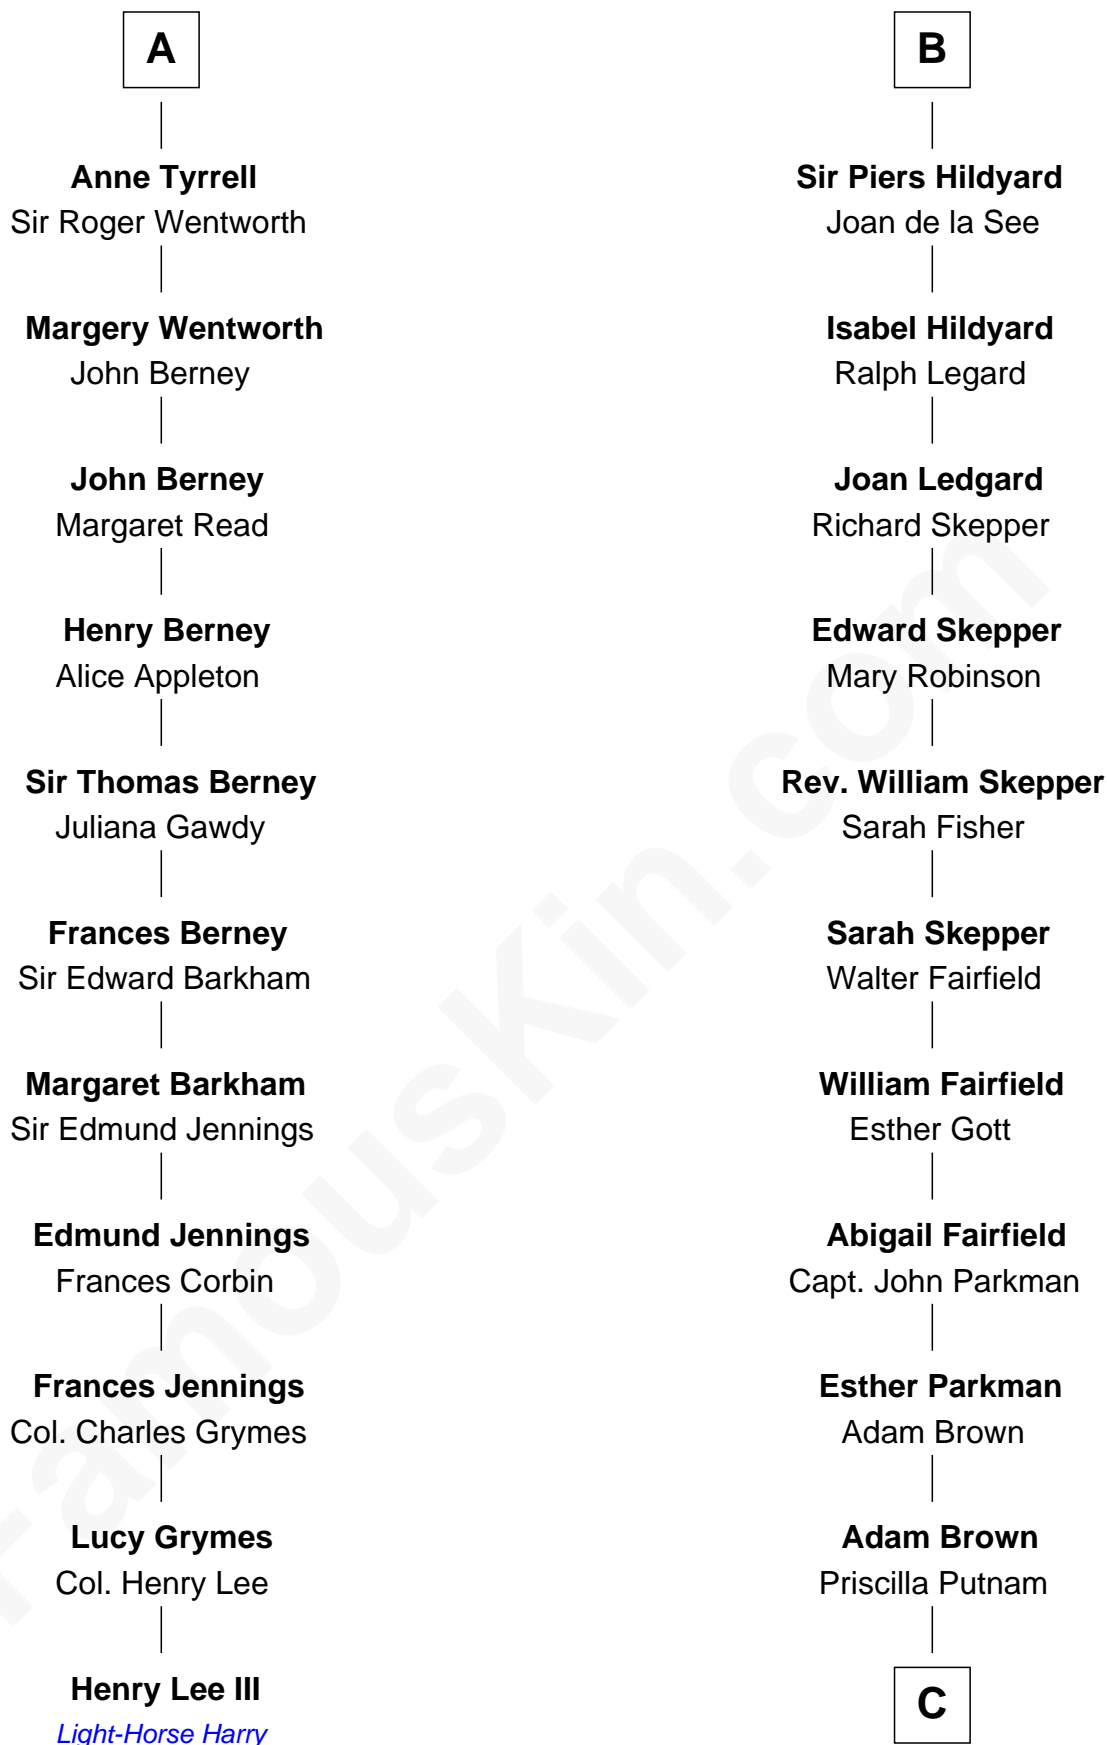 A
Anne Tyrrell
Sir Roger Wentworth
Margery Wentworth
John Berney
John Berney
Margaret Read
Henry Berney
Alice Appleton
Sir Thomas Berney
Juliana Gawdy
Frances Berney
Sir Edward Barkham
Margaret Barkham
Sir Edmund Jennings
Edmund Jennings
Frances Corbin
Frances Jennings
Col. Charles Grymes
Lucy Grymes
Col. Henry Lee
Henry Lee III
Light-Horse Harry
B
Sir Piers Hildyard
Joan de la See
Isabel Hildyard
Ralph Legard
Joan Ledgard
Richard Skepper
Edward Skepper
Mary Robinson
Rev. William Skepper
Sarah Fisher
Sarah Skepper
Walter Fairfield
William Fairfield
Esther Gott
Abigail Fairfield
Capt. John Parkman
Esther Parkman
Adam Brown
Adam Brown
Priscilla Putnam
C
FamousKin.com